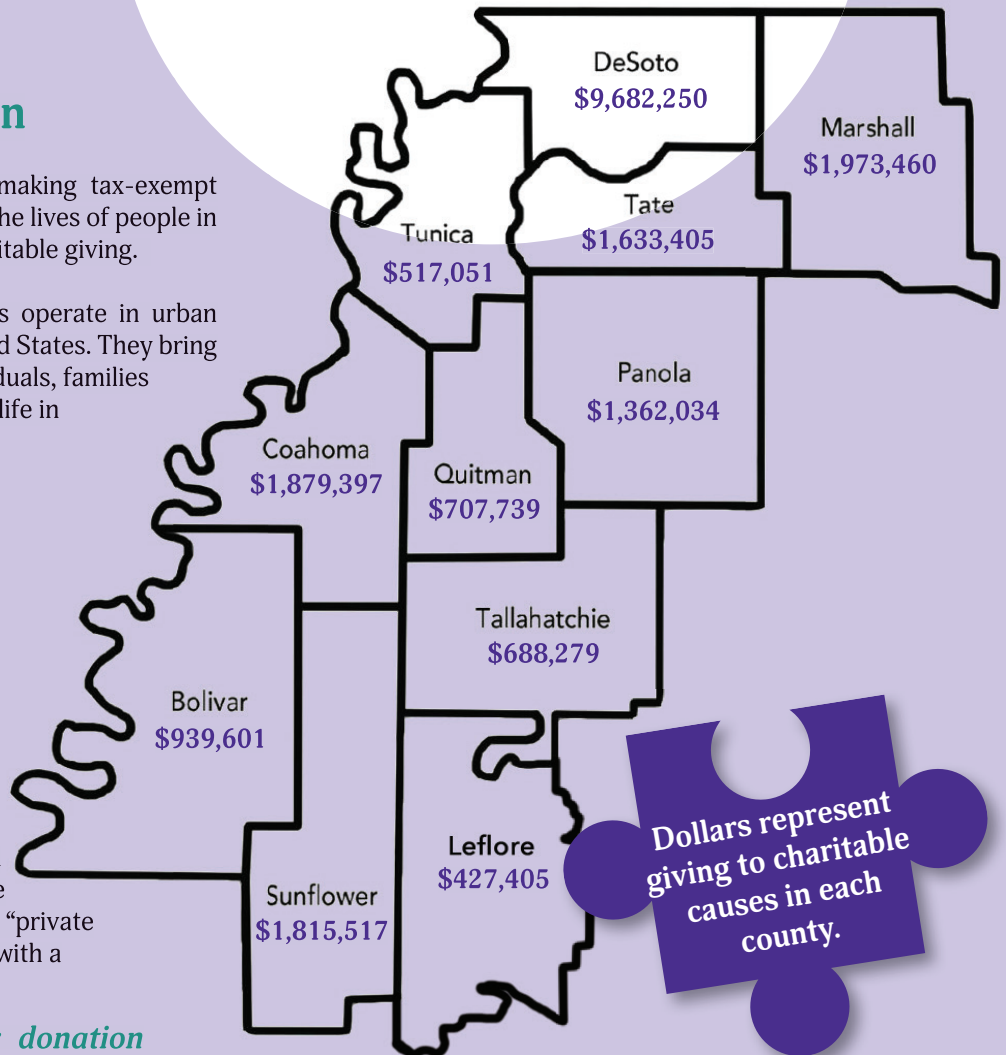 n
making tax-exempt
he lives of people in
itable giving.
s operate in urban
d States. They bring
duals, families
life in
e
“private
with a
donation
DeSoto
$9,682,250
Marshall
$1,973,460
Tate
$1,633,405
Tunica
$517,051
Panola
$1,362,034
Coahoma
$1,879,397
Quitman
$707,739
Tallahatchie
$688,279
Bolivar
$939,601
Leflore
$427,405
Sunflower
$1,815,517
Dollars represent
giving to charitable
causes in each
county.